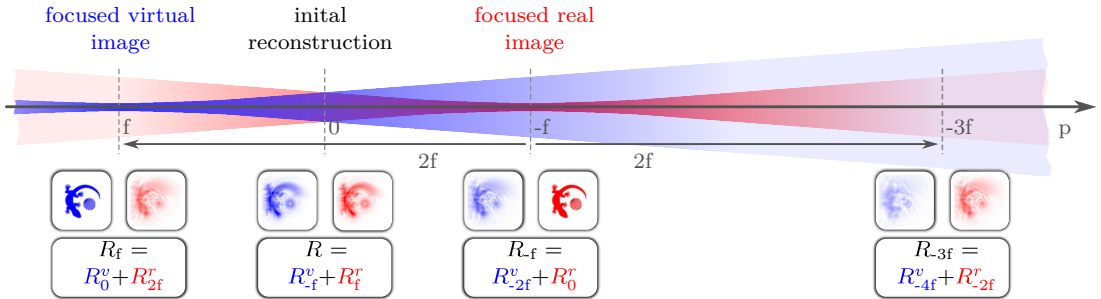 focused virtual
image
inital
reconstruction
focused real
image
f
0
-f
-3f
p
2f
2f
R_f =
R^v_0+R^r_2f
R =
R^v_-f+R^r_f
R_-f =
R^v_-2f+R^r_0
R_-3f =
R^v_-4f+R^r_-2f